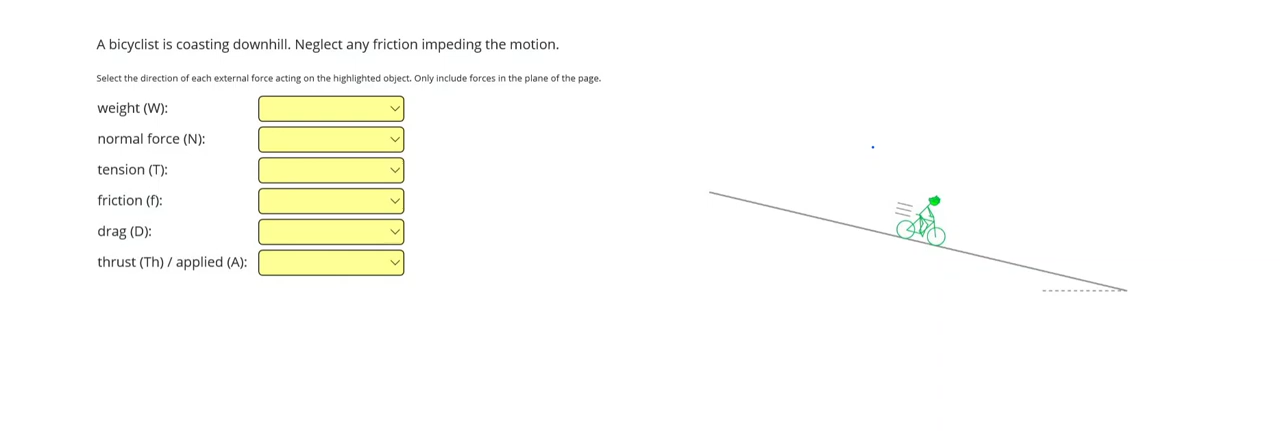 A bicyclist is coasting downhill. Neglect any friction impeding the motion.
Select the direction of each external force acting on the highlighted object. Only include forces in the plane of the page.
weight (W):
normal force (N):
tension (T):
friction (f):
drag (D):
thrust (Th) / applied (A):